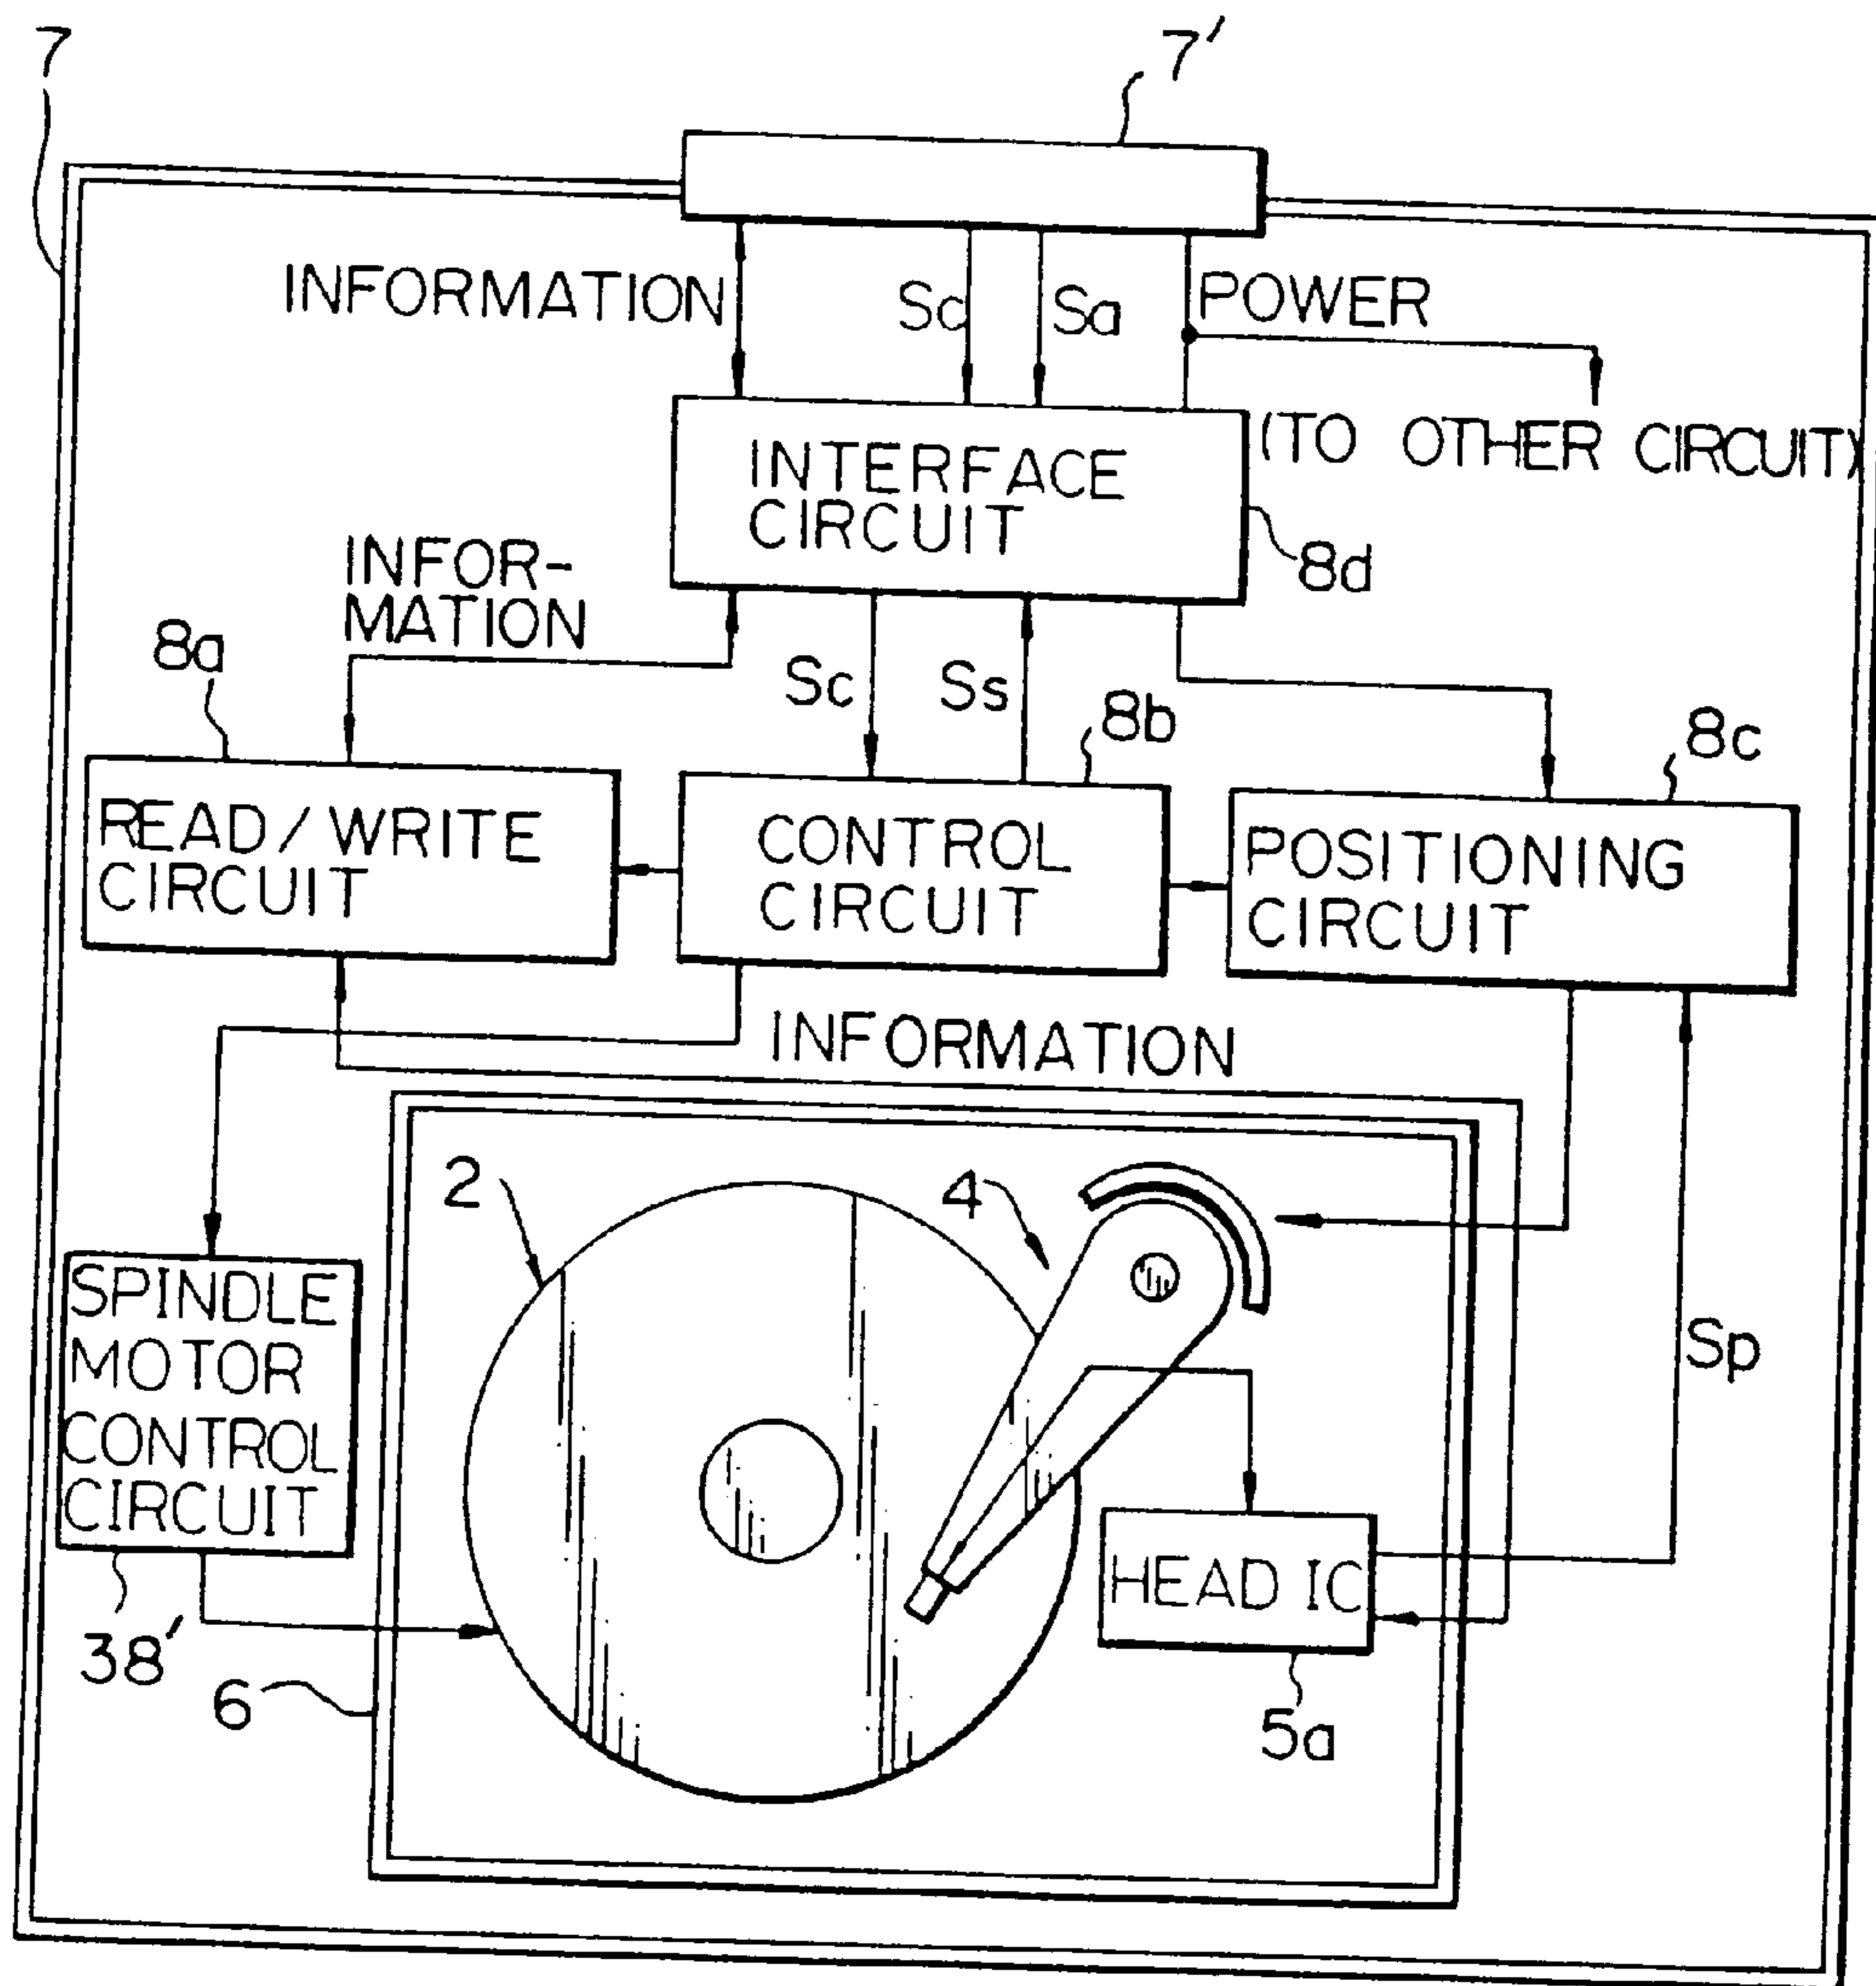 7
7′
INFORMATION
Sc
Sa
POWER
(TO OTHER CIRCUIT)
INTERFACE
CIRCUIT
8d
INFOR-
MATION
8a
Sc
Ss
8b
8c
READ/WRITE
CIRCUIT
CONTROL
CIRCUIT
POSITIONING
CIRCUIT
INFORMATION
2
4
SPINDLE
MOTOR
CONTROL
CIRCUIT
Sp
HEAD IC
38′
6
5a